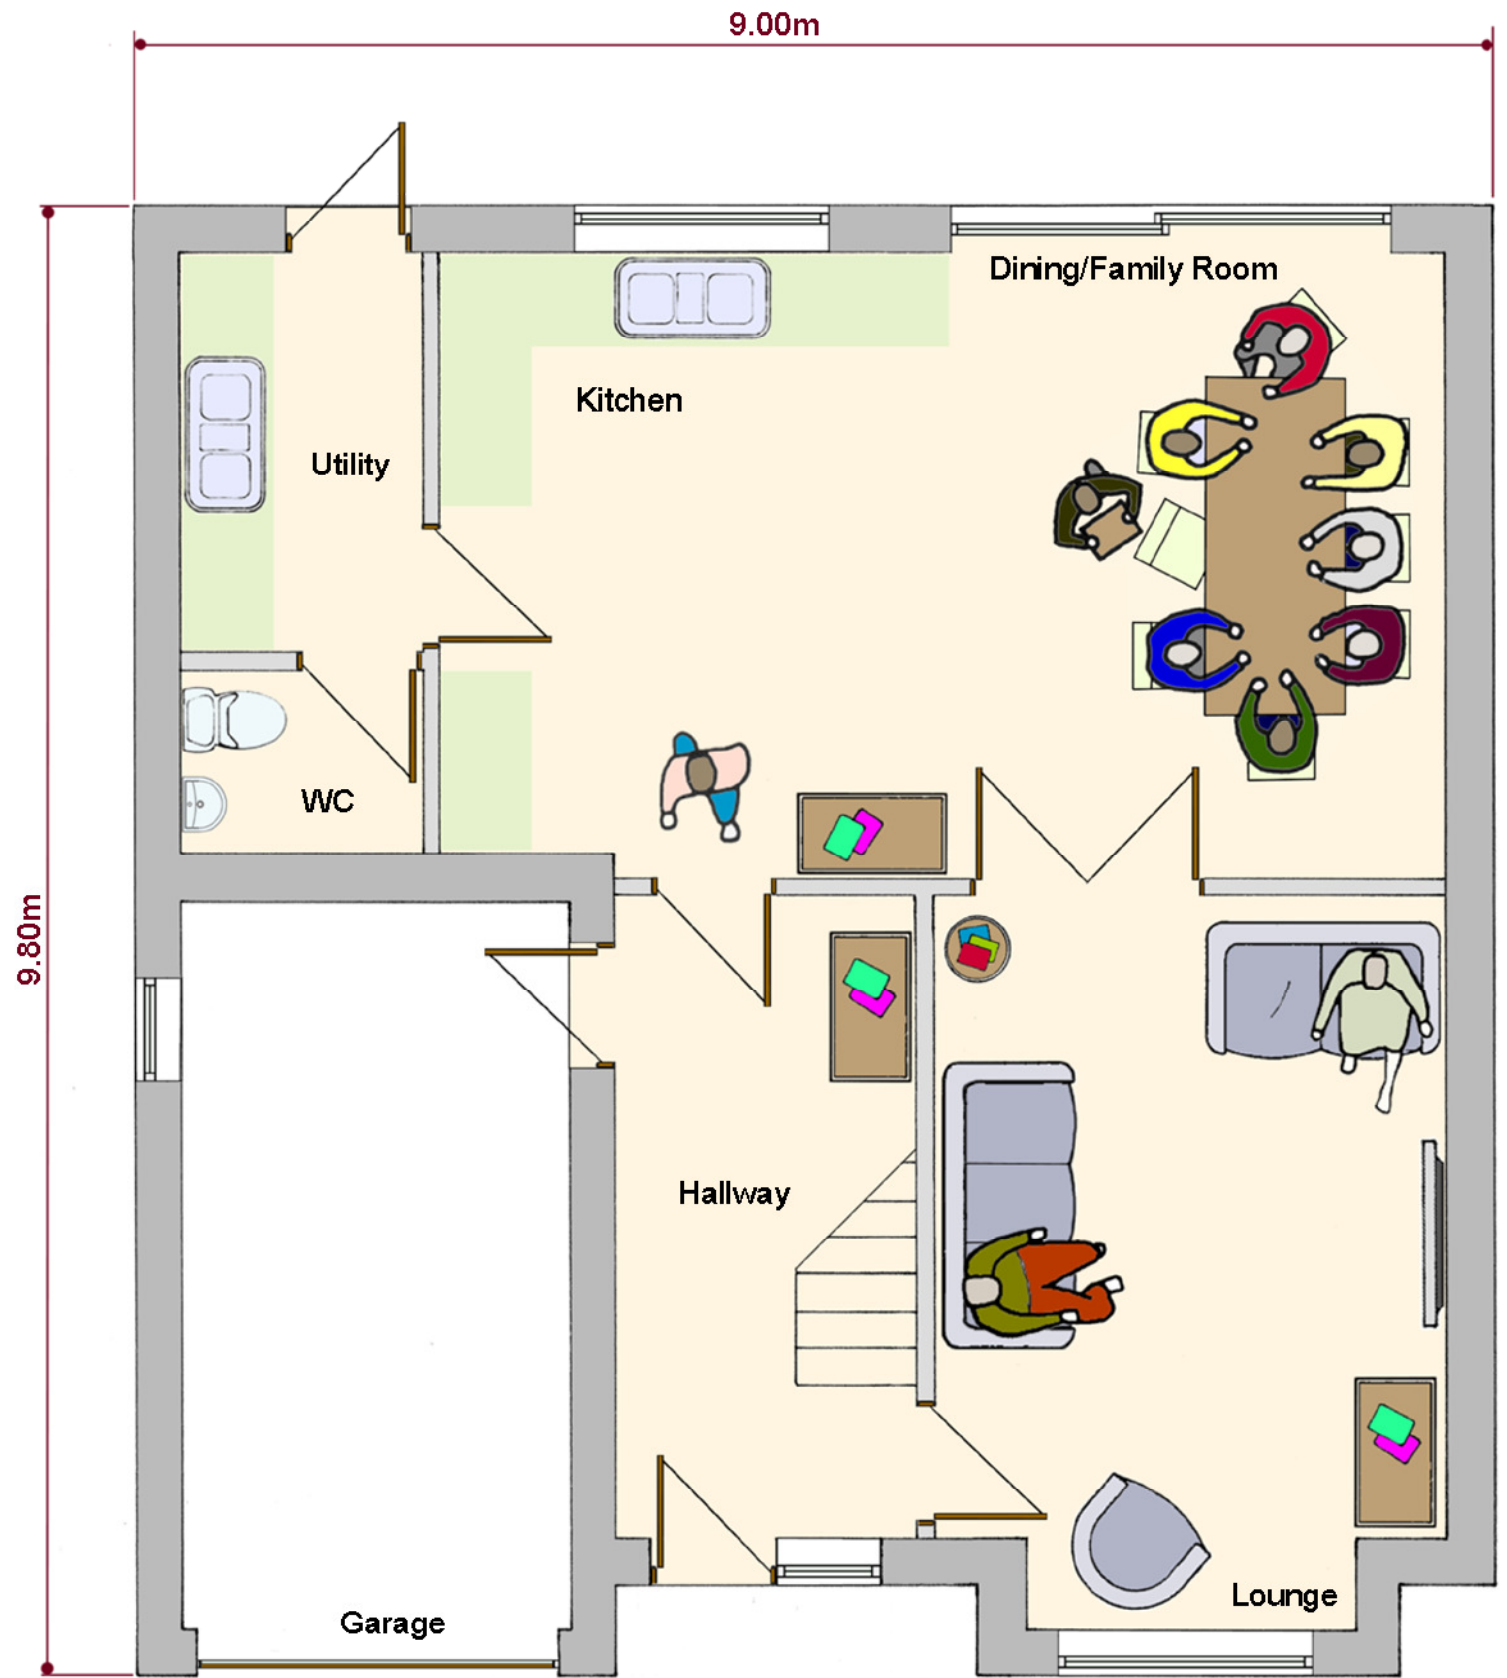 9.00m
Dining/Family Room
Kitchen
Utility
WC
9.80m
Hallway
Lounge
Garage